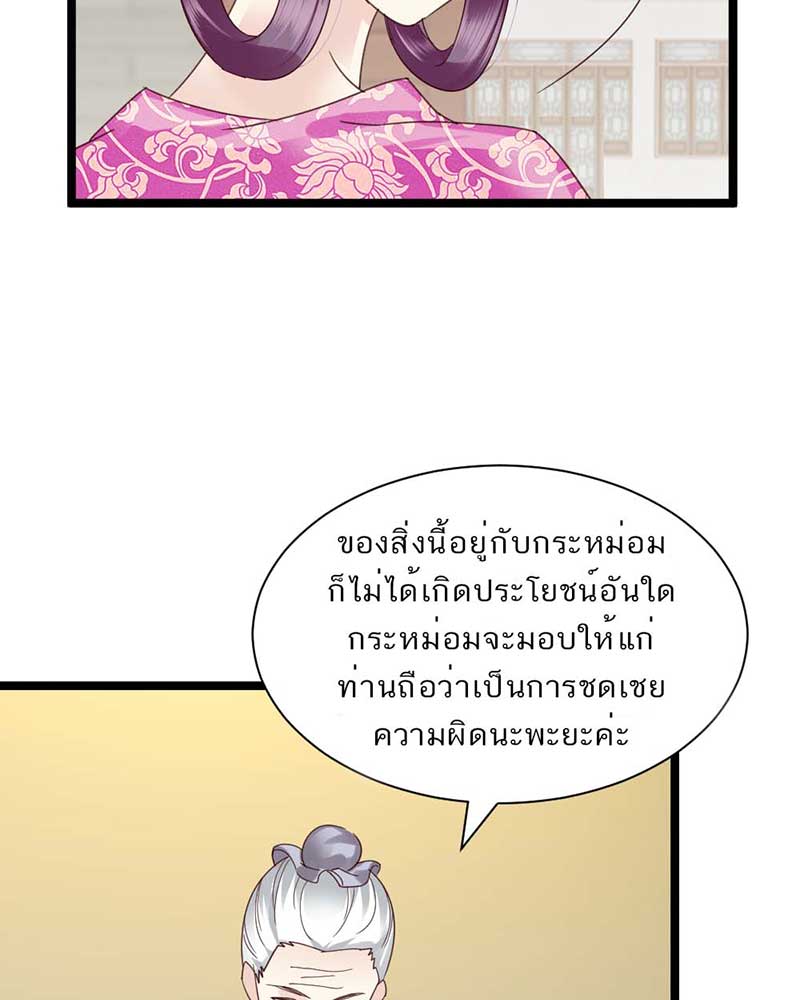 ของสิ่งนี้อยู่กับกระหม่อม
ก็ไม่ได้เกิดประโยชน์อันใด
กระหม่อมจะมอบให้แก่
ท่านถือว่าเป็นการชดเชย
ความผิดนะพะยะค่ะ